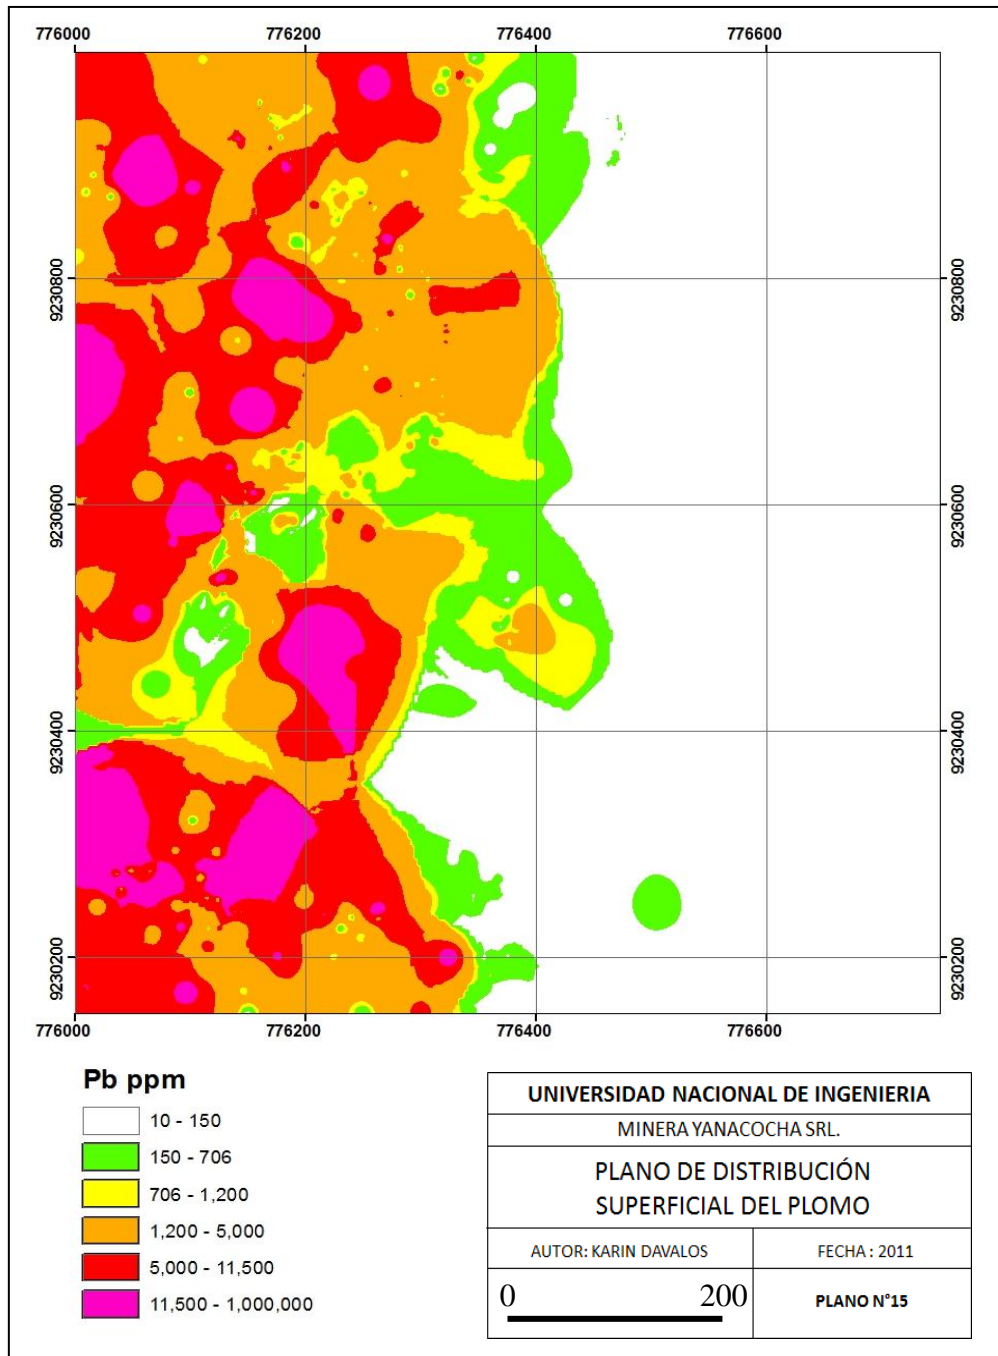 776000 776200 776400 776600
9230800 9230800
9230600 9230600
9230400 9230400
9230200 9230200
776000 776200 776400 776600
Pb ppm
10 - 150
150 - 706
706 - 1,200
1,200 - 5,000
5,000 - 11,500
11,500 - 1,000,000
UNIVERSIDAD NACIONAL DE INGENIERIA
MINERA YANACOCHA SRL.
PLANO DE DISTRIBUCIÓN
SUPERFICIAL DEL PLOMO
AUTOR: KARIN DAVALOS FECHA : 2011
0 200 PLANO N°15